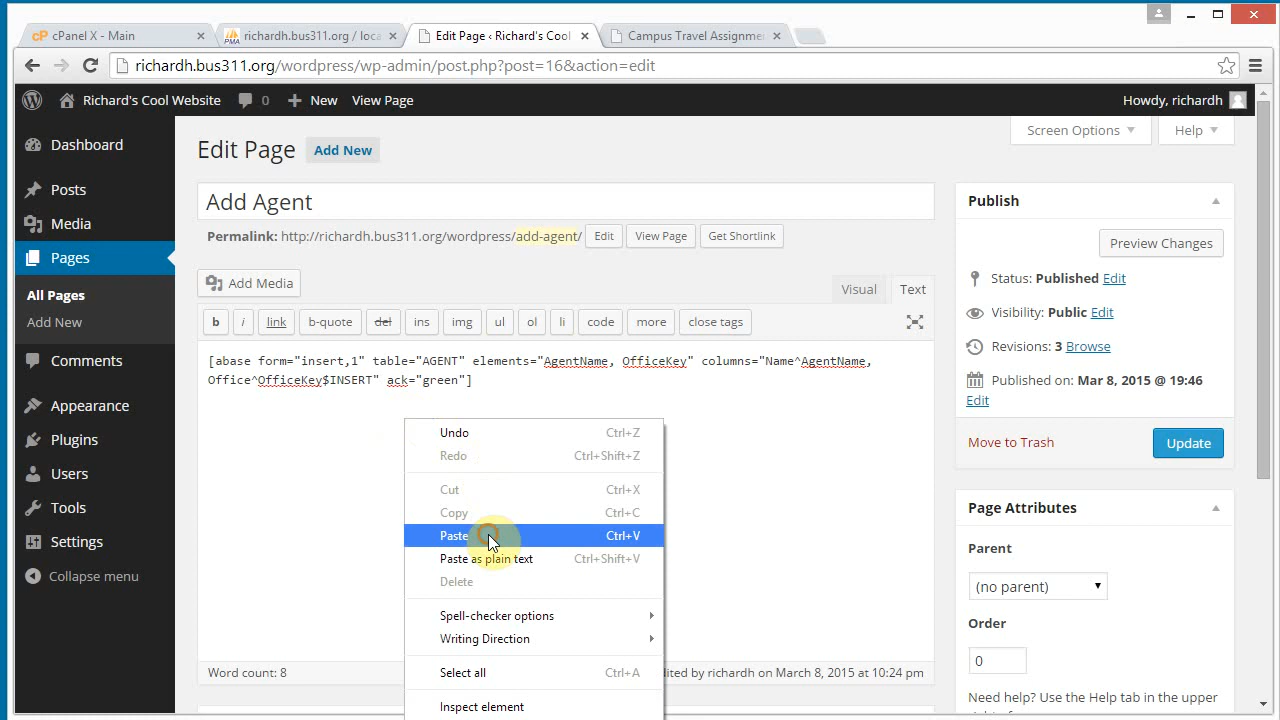 cPanel X - Main
richardh.bus311.org / loca
Edit Page ‹ Richard's Cool
Campus Travel Assignme
richardh.bus311.org/wordpress/wp-admin/post.php?post=16&action=edit
Richard's Cool Website
0
New
View Page
Howdy, richardh
Dashboard
Posts
Media
Pages
All Pages
Add New
Comments
Appearance
Plugins
Users
Tools
Settings
Collapse menu
Screen Options
Help
Edit Page
Add New
Add Agent
Permalink: http://richardh.bus311.org/wordpress/add-agent/
Edit
View Page
Get Shortlink
Add Media
Visual
Text
b
i
link
b-quote
del
ins
img
ul
ol
li
code
more
close tags
[abase form="insert,1" table="AGENT" elements="AgentName, OfficeKey" columns="Name^AgentName,
Office^OfficeKey$INSERT" ack="green"]
Undo Ctrl+Z
Redo Ctrl+Shift+Z
Cut Ctrl+X
Copy Ctrl+C
Paste Ctrl+V
Paste as plain text Ctrl+Shift+V
Delete
Spell-checker options
Writing Direction
Select all Ctrl+A
Inspect element
Word count: 8
dited by richardh on March 8, 2015 at 10:24 pm
Publish
Preview Changes
Status: Published Edit
Visibility: Public Edit
Revisions: 3 Browse
Published on: Mar 8, 2015 @ 19:46
Edit
Move to Trash
Update
Page Attributes
Parent
(no parent)
Order
0
Need help? Use the Help tab in the upper